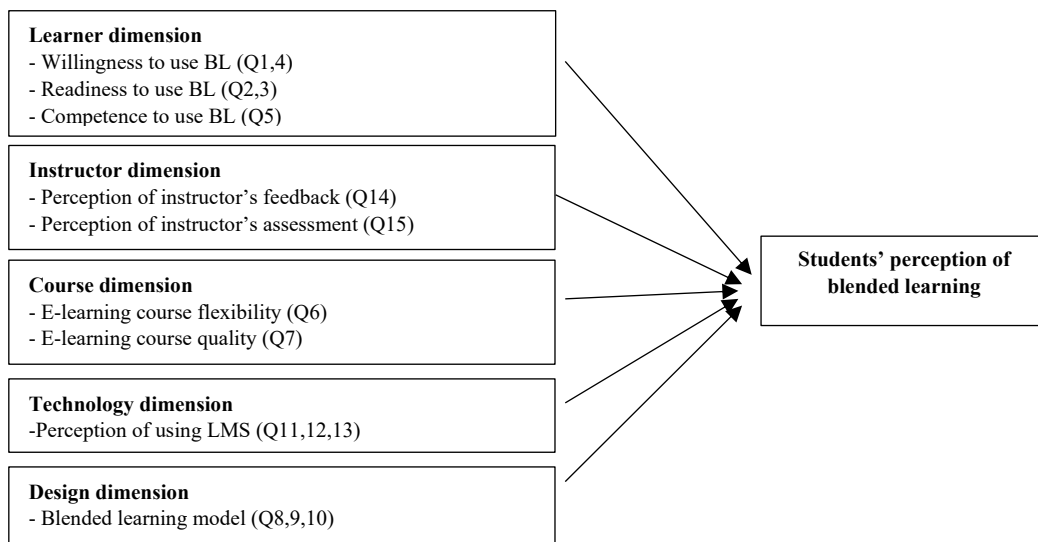 Learner dimension
- Willingness to use BL (Q1,4)
- Readiness to use BL (Q2,3)
- Competence to use BL (Q5)
Instructor dimension
- Perception of instructor’s feedback (Q14)
- Perception of instructor’s assessment (Q15)
Course dimension
- E-learning course flexibility (Q6)
- E-learning course quality (Q7)
Technology dimension
-Perception of using LMS (Q11,12,13)
Design dimension
- Blended learning model (Q8,9,10)
Students’ perception of
blended learning